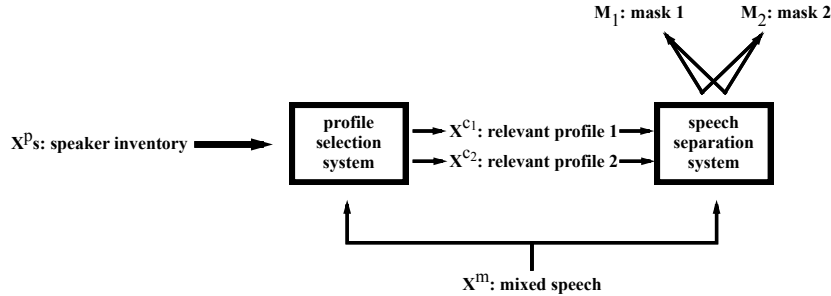 M₁: mask 1
M₂: mask 2
Xᵖs: speaker inventory
profile
selection
system
Xᶜ¹: relevant profile 1
Xᶜ²: relevant profile 2
speech
separation
system
Xᵐ: mixed speech